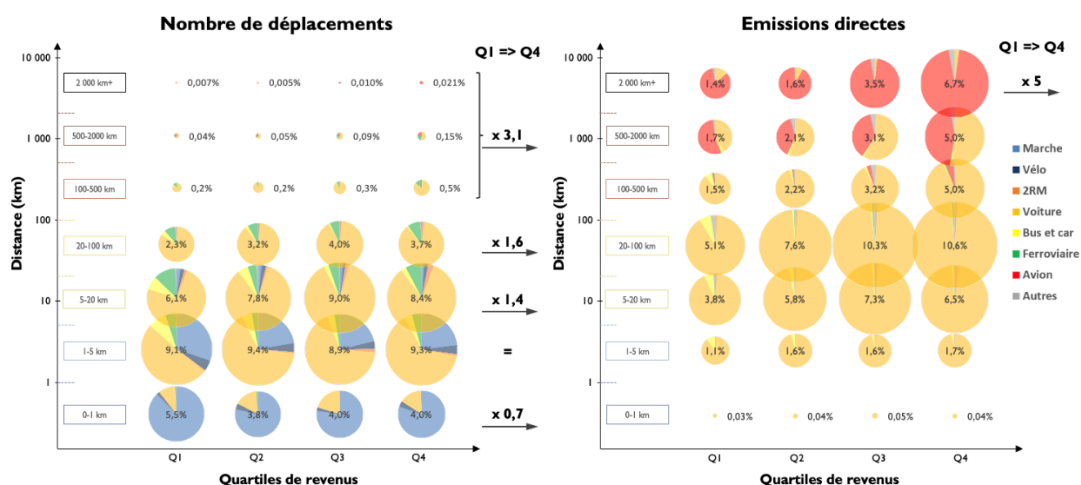 Nombre de déplacements
Q1 => Q4
Distance (km)
10 000
2 000 km+
0,007%
0,005%
0,010%
0,021%
500-2000 km
1 000
0,04%
0,05%
0,09%
0,15%
x 3,1
100-500 km
0,2%
0,2%
0,3%
0,5%
100
20-100 km
2,3%
3,2%
4,0%
3,7%
x 1,6
5-20 km
10
6,1%
7,8%
9,0%
8,4%
x 1,4
1-5 km
9,1%
9,4%
8,9%
9,3%
=
1
0-1 km
5,5%
3,8%
4,0%
4,0%
x 0,7
Q1
Q2
Q3
Q4
Quartiles de revenus
Emissions directes
Q1 => Q4
Distance (km)
10 000
2 000 km+
1,4%
1,6%
3,5%
6,7%
x 5
500-2000 km
1 000
1,7%
2,1%
3,1%
5,0%
100-500 km
1,5%
2,2%
3,2%
5,0%
100
20-100 km
5,1%
7,6%
10,3%
10,6%
5-20 km
10
3,8%
5,8%
7,3%
6,5%
1-5 km
1,1%
1,6%
1,6%
1,7%
1
0-1 km
0,03%
0,04%
0,05%
0,04%
Q1
Q2
Q3
Q4
Quartiles de revenus
Marche
Vélo
2RM
Voiture
Bus et car
Ferroviaire
Avion
Autres